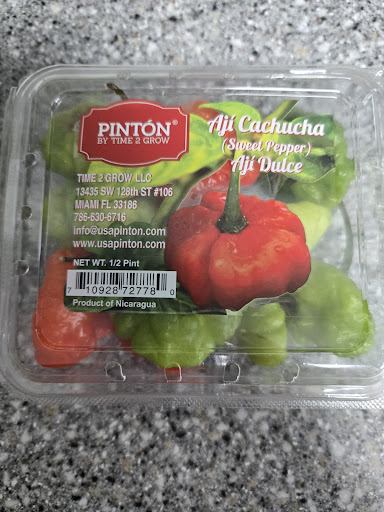 PINTÓN®
BY TIME 2 GROW
Ají Cachucha
(Sweet Pepper)
Ají Dulce
TIME 2 GROW LLC
13435 SW 128th ST #106
MIAMI FL 33186
786-630-6716
info@usapinton.com
www.usapinton.com
NET WT. 1/2 Pint
7 10928 72778 0
Product of Nicaragua